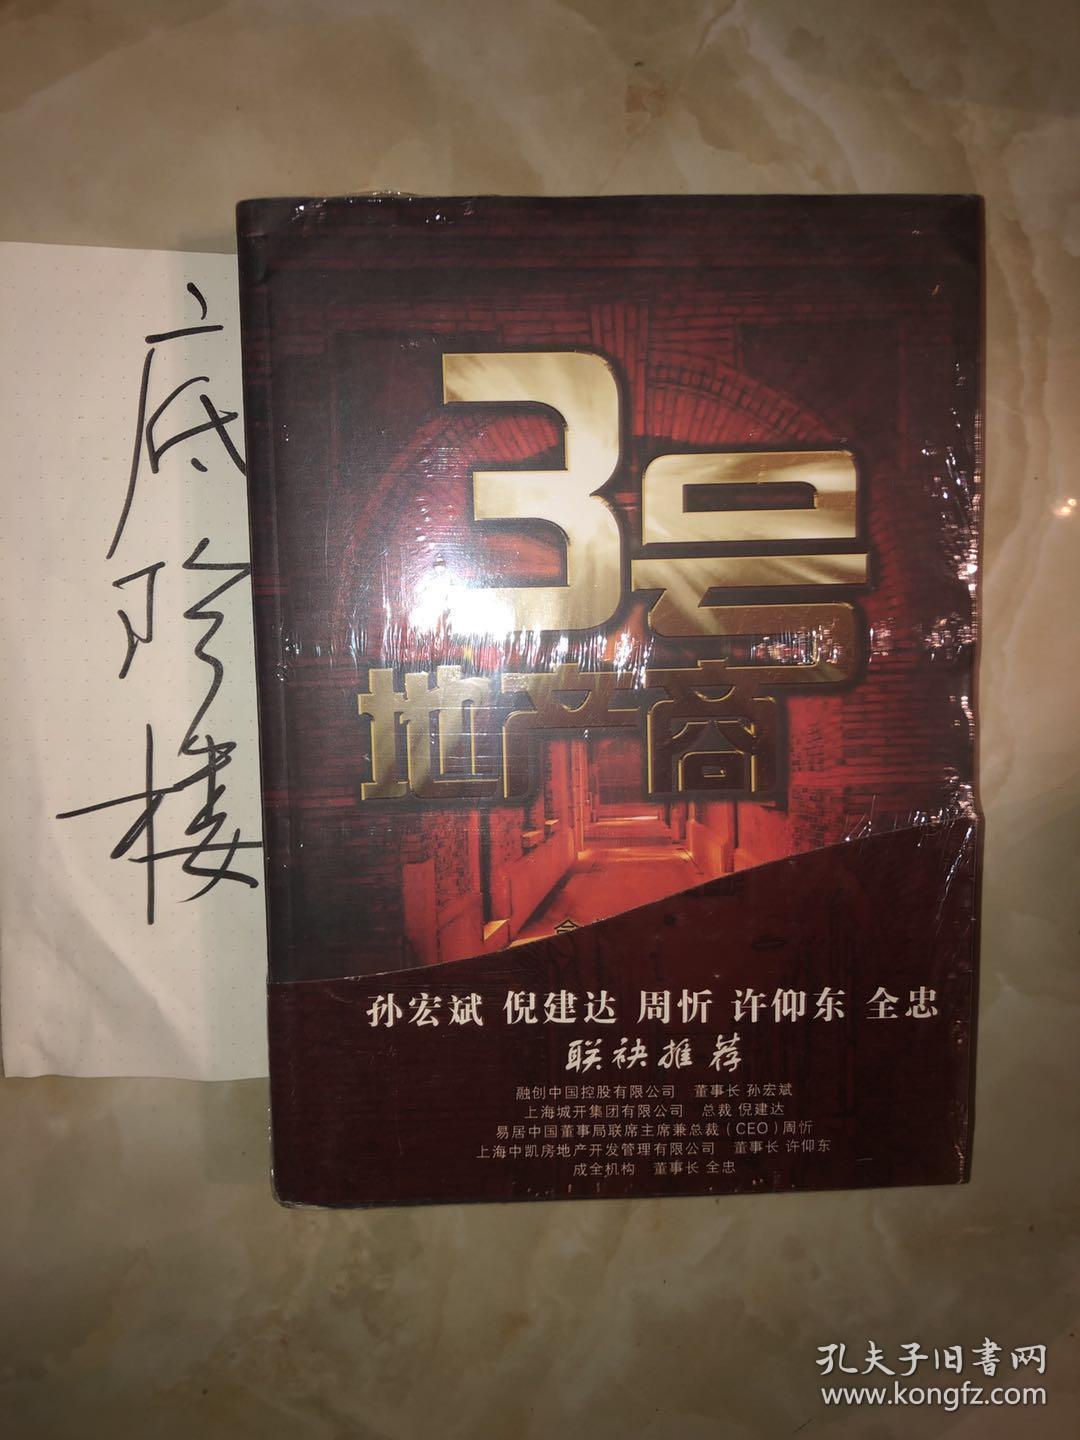 底珍楼
3号
地产商
孙宏斌 倪建达 周忻 许仰东 全忠
联袂推荐
融创中国控股有限公司 董事长 孙宏斌
上海城开集团有限公司 总裁 倪建达
易居中国董事局联席主席兼总裁（CEO）周忻
上海中凯房地产开发管理有限公司 董事长 许仰东
成全机构 董事长 全忠
孔夫子旧書网
www.kongfz.com